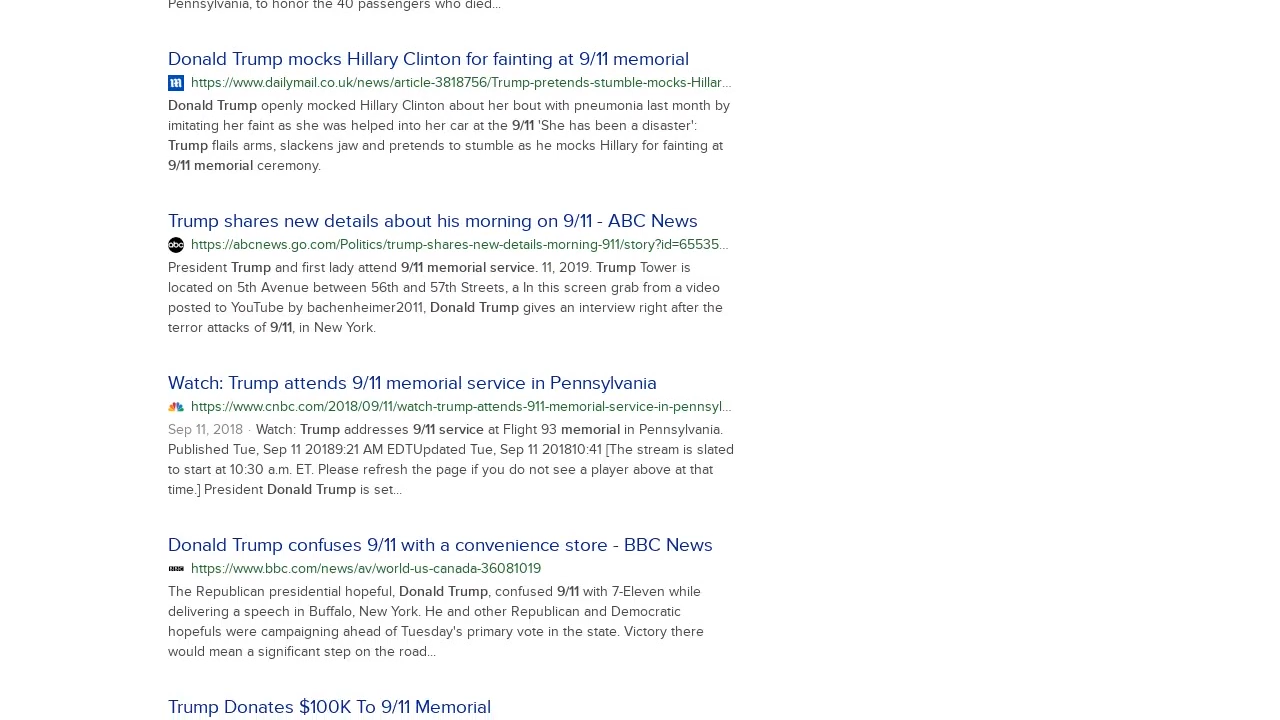 Pennsylvania, to honor the 40 passengers who died...
Donald Trump mocks Hillary Clinton for fainting at 9/11 memorial
https://www.dailymail.co.uk/news/article-3818756/Trump-pretends-stumble-mocks-Hillar...
Donald Trump openly mocked Hillary Clinton about her bout with pneumonia last month by
imitating her faint as she was helped into her car at the 9/11 'She has been a disaster':
Trump flails arms, slackens jaw and pretends to stumble as he mocks Hillary for fainting at
9/11 memorial ceremony.
Trump shares new details about his morning on 9/11 - ABC News
abc https://abcnews.go.com/Politics/trump-shares-new-details-morning-911/story?id=65535...
President Trump and first lady attend 9/11 memorial service. 11, 2019. Trump Tower is
located on 5th Avenue between 56th and 57th Streets, a In this screen grab from a video
posted to YouTube by bachenheimer2011, Donald Trump gives an interview right after the
terror attacks of 9/11, in New York.
Watch: Trump attends 9/11 memorial service in Pennsylvania
https://www.cnbc.com/2018/09/11/watch-trump-attends-911-memorial-service-in-pennsyl...
Sep 11, 2018 · Watch: Trump addresses 9/11 service at Flight 93 memorial in Pennsylvania.
Published Tue, Sep 11 20189:21 AM EDTUpdated Tue, Sep 11 201810:41 [The stream is slated
to start at 10:30 a.m. ET. Please refresh the page if you do not see a player above at that
time.] President Donald Trump is set...
Donald Trump confuses 9/11 with a convenience store - BBC News
BBC https://www.bbc.com/news/av/world-us-canada-36081019
The Republican presidential hopeful, Donald Trump, confused 9/11 with 7-Eleven while
delivering a speech in Buffalo, New York. He and other Republican and Democratic
hopefuls were campaigning ahead of Tuesday's primary vote in the state. Victory there
would mean a significant step on the road...
Trump Donates $100K To 9/11 Memorial